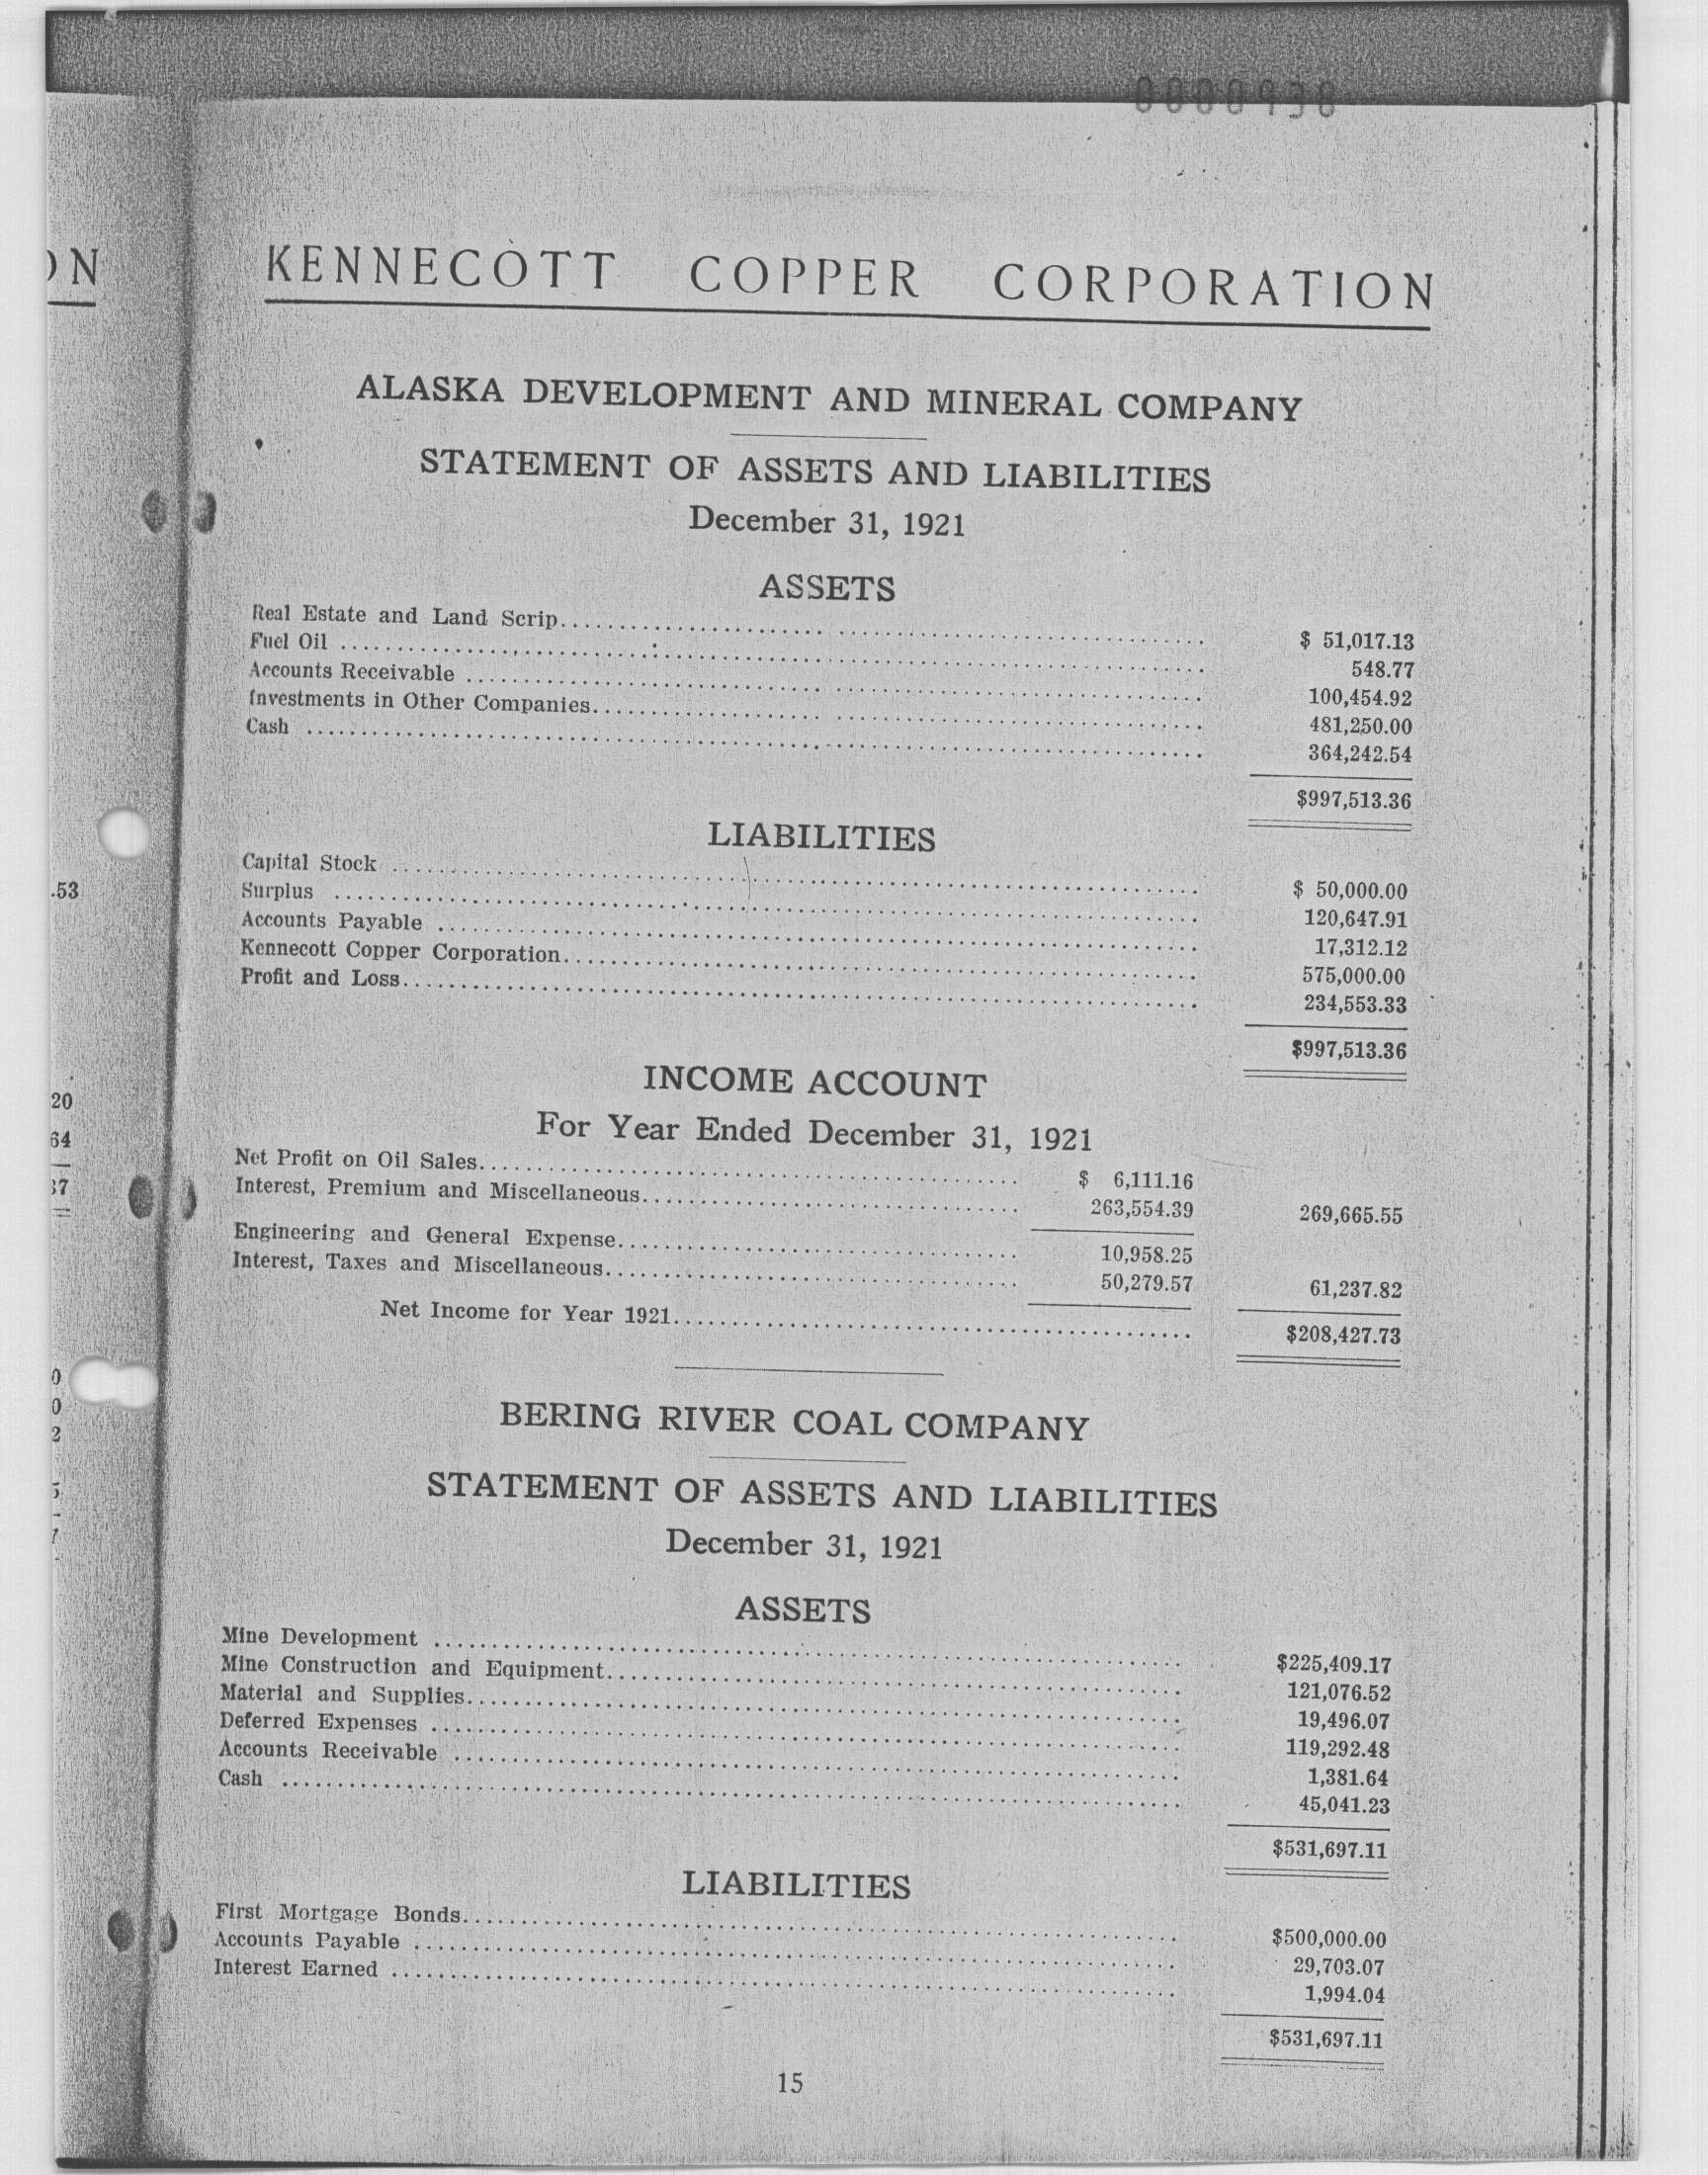 0000930
ON
KENNECOTT COPPER CORPORATION
ALASKA DEVELOPMENT AND MINERAL COMPANY
STATEMENT OF ASSETS AND LIABILITIES
December 31, 1921
ASSETS
Real Estate and Land Scrip.......... $ 51,017.13
Fuel Oil .......... 548.77
Accounts Receivable .......... 100,454.92
Investments in Other Companies.......... 481,250.00
Cash .......... 364,242.54
$997,513.36
LIABILITIES
Capital Stock .......... $ 50,000.00
Surplus .......... 120,647.91
Accounts Payable .......... 17,312.12
Kennecott Copper Corporation.......... 575,000.00
Profit and Loss.......... 234,553.33
$997,513.36
INCOME ACCOUNT
For Year Ended December 31, 1921
Net Profit on Oil Sales.......... $ 6,111.16
Interest, Premium and Miscellaneous.......... 263,554.39 269,665.55
Engineering and General Expense.......... 10,958.25
Interest, Taxes and Miscellaneous.......... 50,279.57 61,237.82
Net Income for Year 1921.......... $208,427.73
BERING RIVER COAL COMPANY
STATEMENT OF ASSETS AND LIABILITIES
December 31, 1921
ASSETS
Mine Development .......... $225,409.17
Mine Construction and Equipment.......... 121,076.52
Material and Supplies.......... 19,496.07
Deferred Expenses .......... 119,292.48
Accounts Receivable .......... 1,381.64
Cash .......... 45,041.23
$531,697.11
LIABILITIES
First Mortgage Bonds.......... $500,000.00
Accounts Payable .......... 29,703.07
Interest Earned .......... 1,994.04
$531,697.11
15
.53
20
64
37
0
0
2
5
7